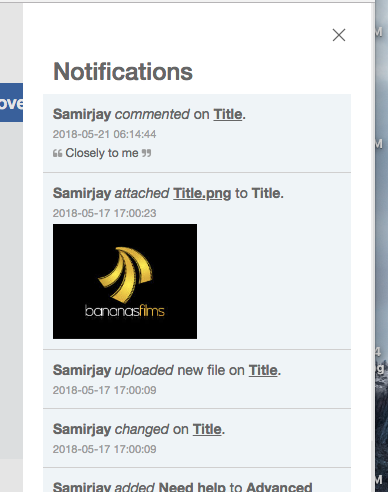 Notifications
Samirjay commented on Title.
2018-05-21 06:14:44
“ Closely to me ”
Samirjay attached Title.png to Title.
2018-05-17 17:00:23
bananasfilms
Samirjay uploaded new file on Title.
2018-05-17 17:00:09
Samirjay changed on Title.
2018-05-17 17:00:09
Samirjay added Need help to Advanced
ove
M
M
4
g
M